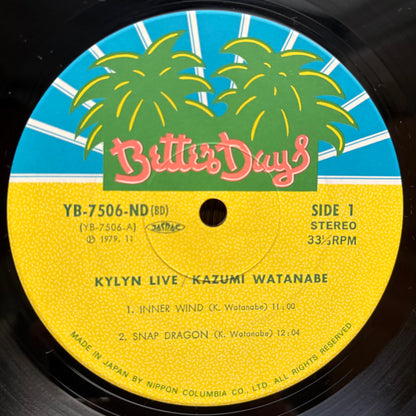 Better Days
YB-7506-ND(BD)
(YB-7506-A)
JASRAC
℗ 1979. 11
SIDE 1
STEREO
33⅓RPM
KYLYN LIVE / KAZUMI WATANABE
1. INNER WIND (K. Watanabe) 11:00
2. SNAP DRAGON (K. Watanabe) 12:04
MADE IN JAPAN BY NIPPON COLUMBIA CO., LTD. ALL RIGHTS RESERVED